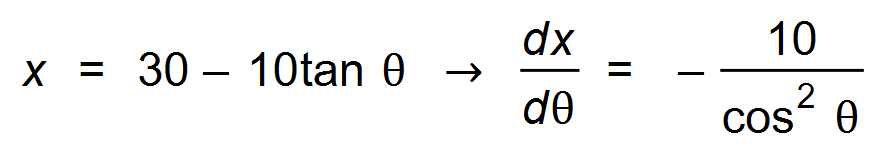 x = 30 – 10tan θ → dx/dθ = – 10/cos² θ